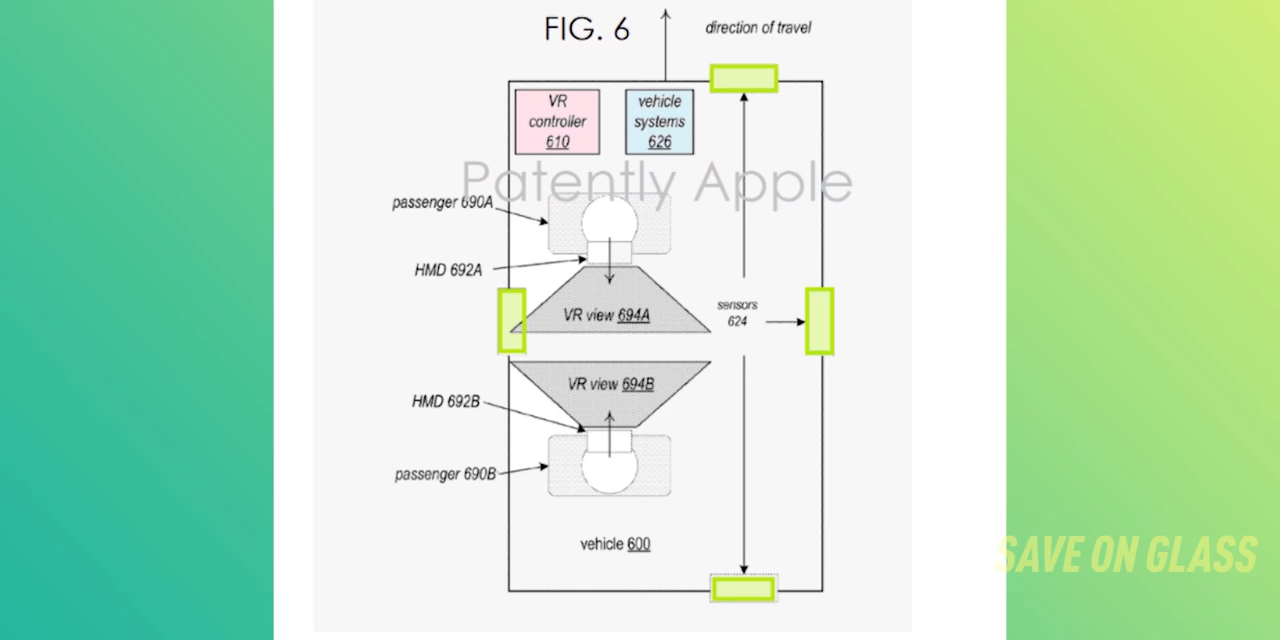 FIG. 6
direction of travel
VR
controller
610
vehicle
systems
626
Patently Apple
passenger 690A
HMD 692A
VR view 694A
sensors
624
VR view 694B
HMD 692B
passenger 690B
vehicle 600
SAVE ON GLASS